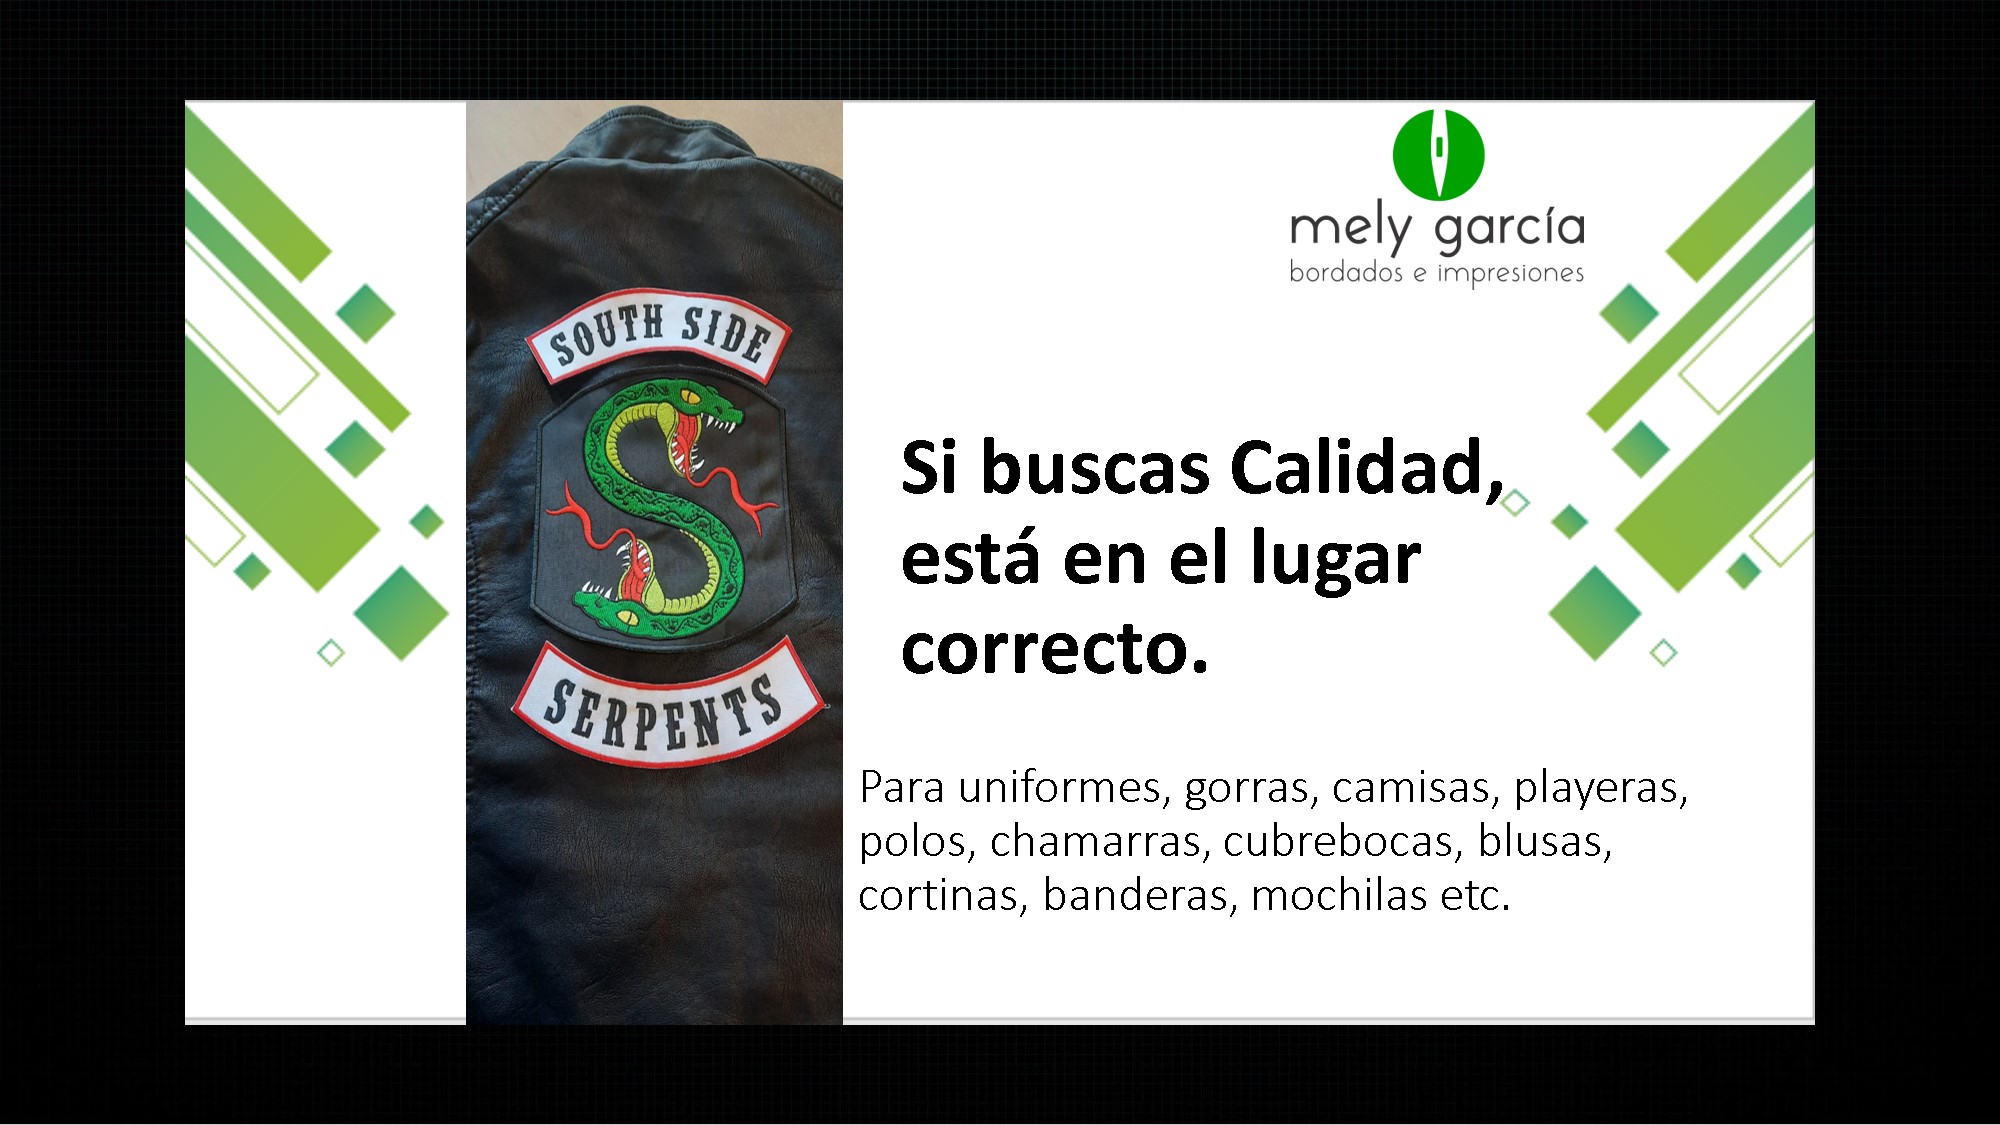 SOUTH SIDE
SERPENTS
mely garcía
bordados e impresiones
Si buscas Calidad,
está en el lugar
correcto.
Para uniformes, gorras, camisas, playeras,
polos, chamarras, cubrebocas, blusas,
cortinas, banderas, mochilas etc.